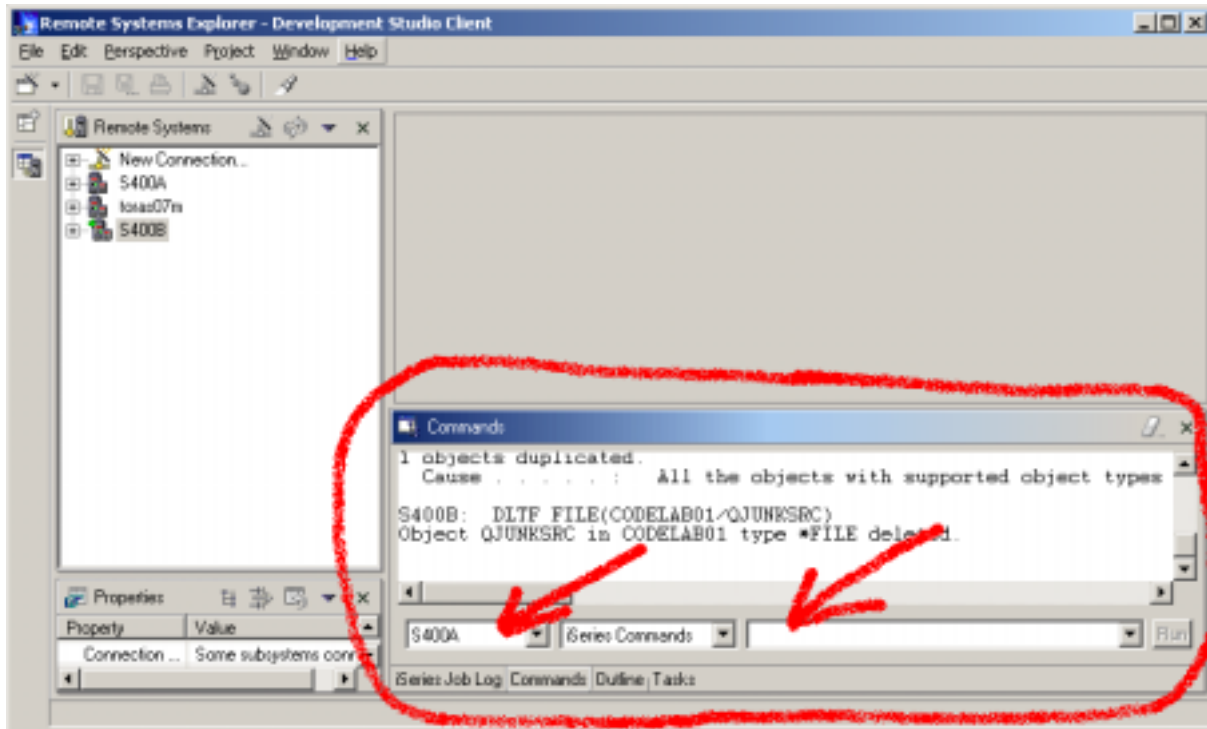 Remote Systems Explorer - Development Studio Client
File Edit Perspective Project Window Help
Remote Systems
New Connection...
S400A
toras07m
S400B
Commands
1 objects duplicated.
Cause . . . . . : All the objects with supported object types
S400B: DLTF FILE(CODELAB01/QJUNKSRC)
Object QJUNKSRC in CODELAB01 type *FILE deleted.
Properties
Property Value
Connection ... Some subsystems conn
S400A iSeries Commands Run
iSeries Job Log Commands Outline Tasks